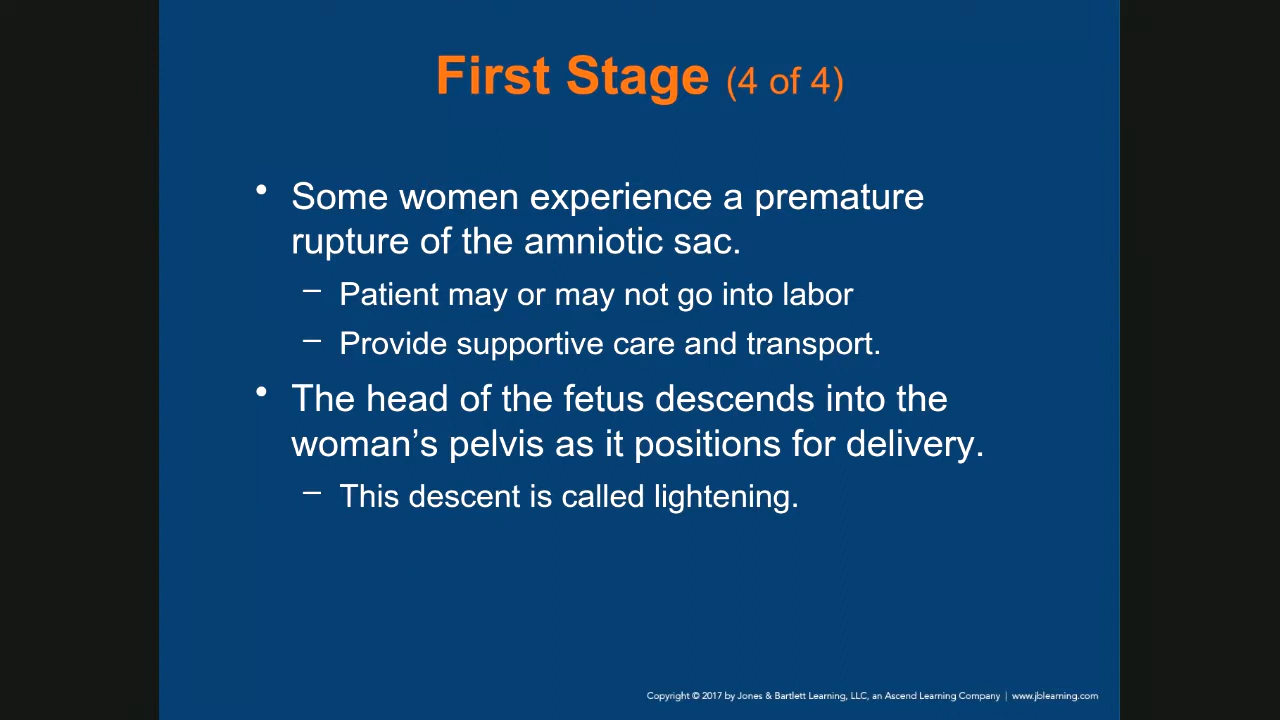 First Stage (4 of 4)
• Some women experience a premature
rupture of the amniotic sac.
– Patient may or may not go into labor
– Provide supportive care and transport.
• The head of the fetus descends into the
woman’s pelvis as it positions for delivery.
– This descent is called lightening.
Copyright © 2017 by Jones & Bartlett Learning, LLC, an Ascend Learning Company | www.jblearning.com